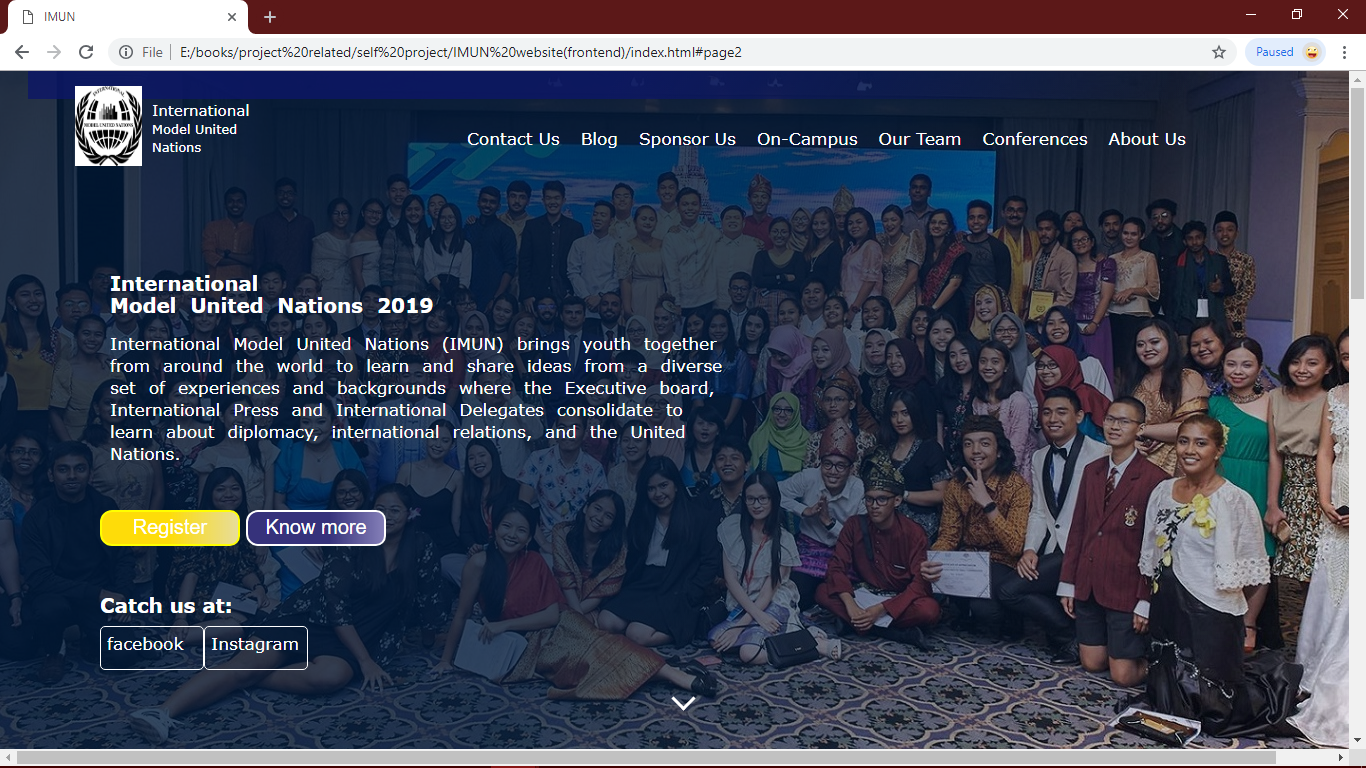 IMUN
File
E:/books/project%20related/self%20project/IMUN%20website(frontend)/index.html#page2
Paused
INTERNATIONAL
MODEL UNITED NATIONS
International
Model United
Nations
Contact Us Blog Sponsor Us On-Campus Our Team Conferences About Us
International
Model United Nations 2019
International Model United Nations (IMUN) brings youth together
from around the world to learn and share ideas from a diverse
set of experiences and backgrounds where the Executive board,
International Press and International Delegates consolidate to
learn about diplomacy, international relations, and the United
Nations.
Register Know more
Catch us at:
facebook Instagram